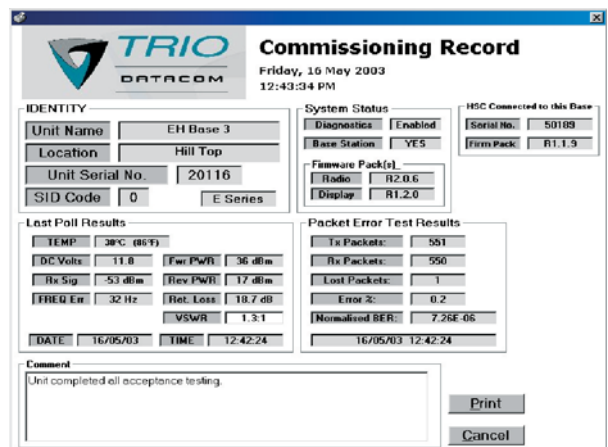 TRIO
DATACOM
Commissioning Record
Friday, 16 May 2003
12:43:34 PM
IDENTITY
Unit Name EH Base 3
Location Hill Top
Unit Serial No. 20116
SID Code 0 E Series
System Status
Diagnostics Enabled
Base Station YES
Firmware Pack(s)_
Radio R2.0.6
Display R1.2.0
HSC Connected to this Base
Serial No. 50189
Firm Pack R1.1.9
Last Poll Results
TEMP 30°C (86°F)
DC Volts 11.8 Fwr PWR 36 dBm
Rx Sig -53 dBm Rev PWR 17 dBm
FREQ Err 32 Hz Ret. Loss 18.7 dB
VSWR 1.3:1
DATE 16/05/03 TIME 12:42:24
Packet Error Test Results
Tx Packets: 551
Rx Packets: 550
Lost Packets: 1
Error %: 0.2
Normalised BER: 7.26E-06
16/05/03 12:42:24
Comment
Unit completed all acceptance testing.
Print
Cancel